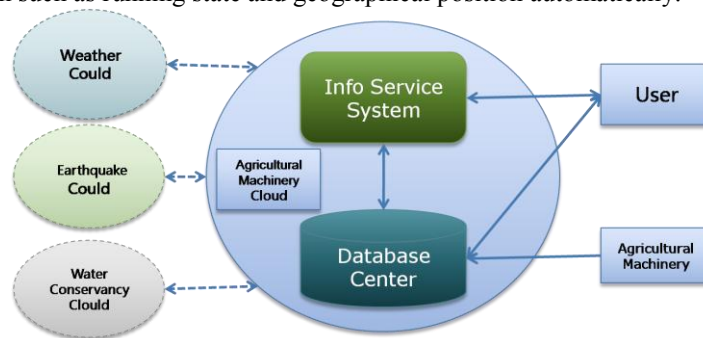 such as running state and geographical position automatically.
Weather
Could
Info Service
System
User
Earthquake
Could
Agricultural
Machinery
Cloud
Database
Center
Agricultural
Machinery
Water
Conservancy
Clould